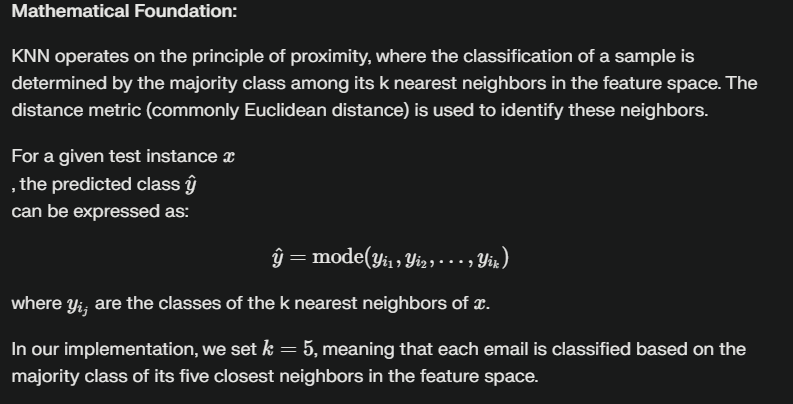 Mathematical Foundation:
KNN operates on the principle of proximity, where the classification of a sample is
determined by the majority class among its k nearest neighbors in the feature space. The
distance metric (commonly Euclidean distance) is used to identify these neighbors.
For a given test instance x
, the predicted class ŷ
can be expressed as:
ŷ = mode(y_{i_1}, y_{i_2}, . . . , y_{i_k})
where y_{i_j} are the classes of the k nearest neighbors of x.
In our implementation, we set k = 5, meaning that each email is classified based on the
majority class of its five closest neighbors in the feature space.